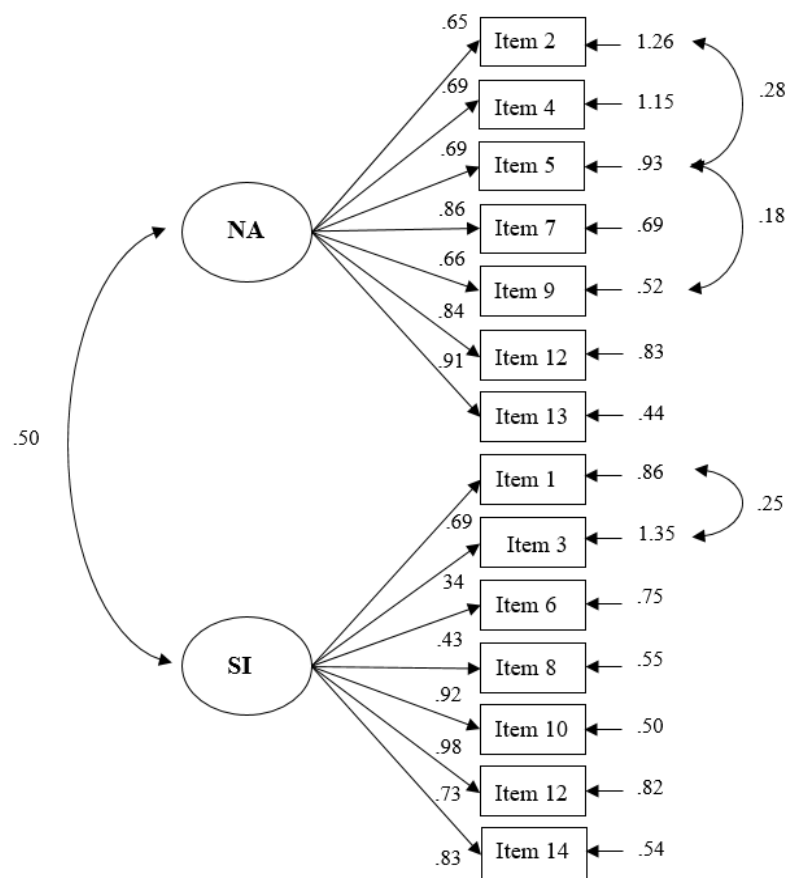 .65 Item 2 1.26
.28
.69 Item 4 1.15
.69 Item 5 .93
.18
NA .86 Item 7 .69
.66 Item 9 .52
.84 Item 12 .83
.91 Item 13 .44
.50
Item 1 .86
.25
.69 Item 3 1.35
34 Item 6 .75
SI .43 Item 8 .55
.92 Item 10 .50
.98 Item 12 .82
.73
.83 Item 14 .54